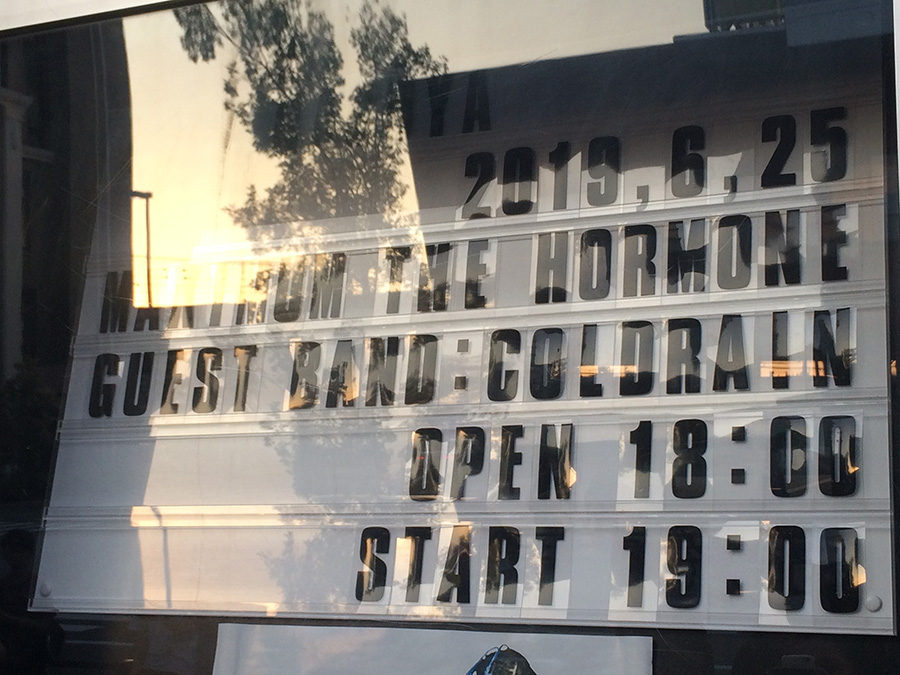 2019,6,25
MAXIMUM THE HORMONE
GUEST BAND:COLDRAIN
OPEN 18:00
START 19:00